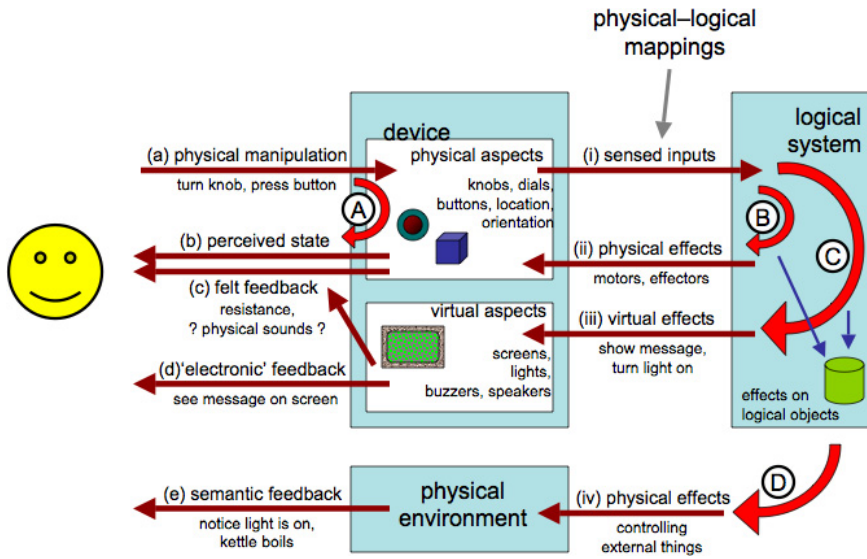 physical–logical
mappings
device
logical
system
(a) physical manipulation
turn knob, press button
physical aspects
knobs, dials,
buttons, location,
orientation
(i) sensed inputs
A
B
C
(b) perceived state
(ii) physical effects
motors, effectors
(c) felt feedback
resistance,
? physical sounds ?
virtual aspects
screens,
lights,
buzzers, speakers
(iii) virtual effects
show message,
turn light on
(d)'electronic' feedback
see message on screen
effects on
logical objects
D
(e) semantic feedback
notice light is on,
kettle boils
physical
environment
(iv) physical effects
controlling
external things